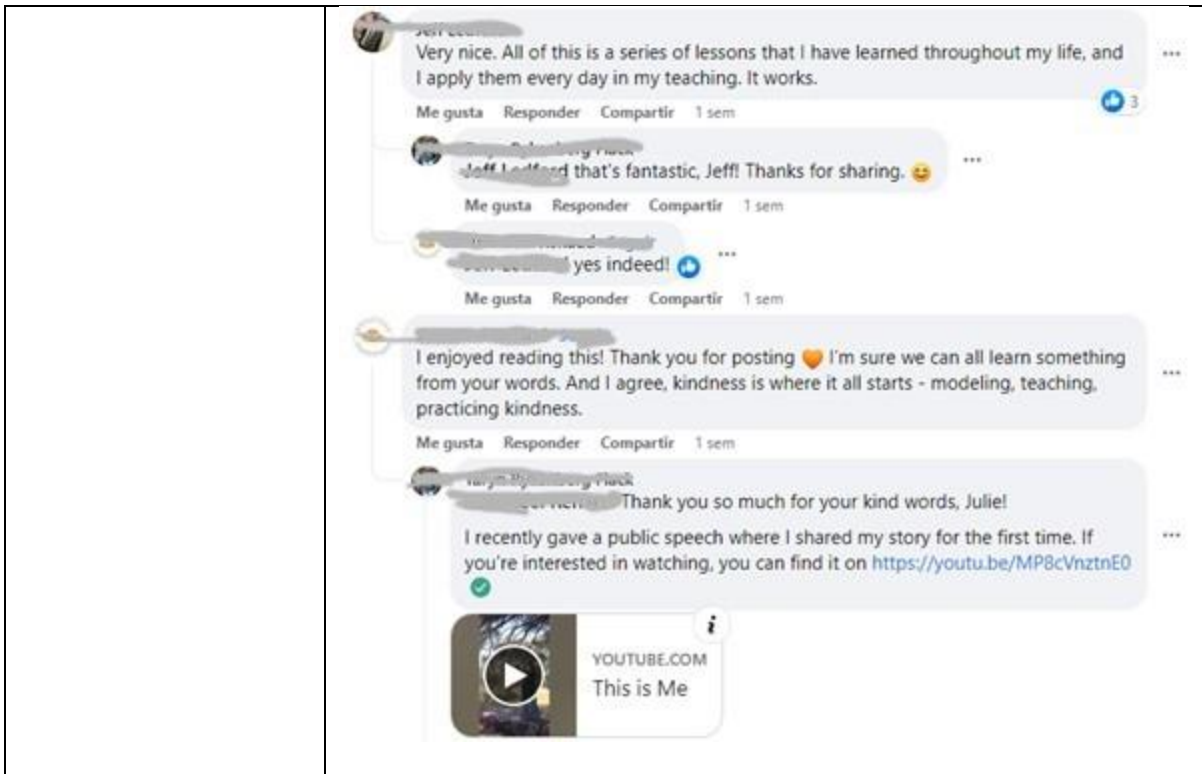 Very nice. All of this is a series of lessons that I have learned throughout my life, and
I apply them every day in my teaching. It works.
3
Me gusta Responder Compartir 1 sem
that's fantastic, Jeff! Thanks for sharing.
Me gusta Responder Compartir 1 sem
yes indeed!
Me gusta Responder Compartir 1 sem
I enjoyed reading this! Thank you for posting 🧡 I'm sure we can all learn something
from your words. And I agree, kindness is where it all starts - modeling, teaching,
practicing kindness.
Me gusta Responder Compartir 1 sem
Thank you so much for your kind words, Julie!
I recently gave a public speech where I shared my story for the first time. If
you're interested in watching, you can find it on https://youtu.be/MP8cVnztnE0
i
YOUTUBE.COM
This is Me